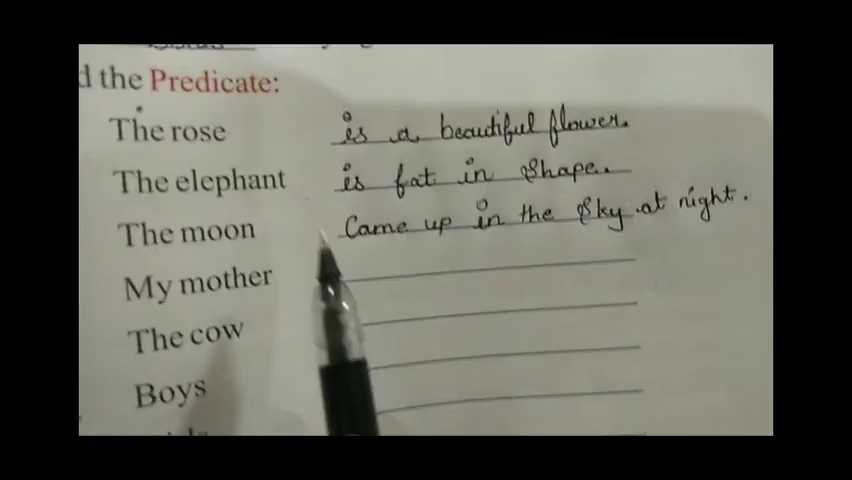 d the Predicate:
The rose is a beautiful flower.
The elephant is fat in Shape.
The moon Came up in the Sky at night.
My mother
The cow
Boys